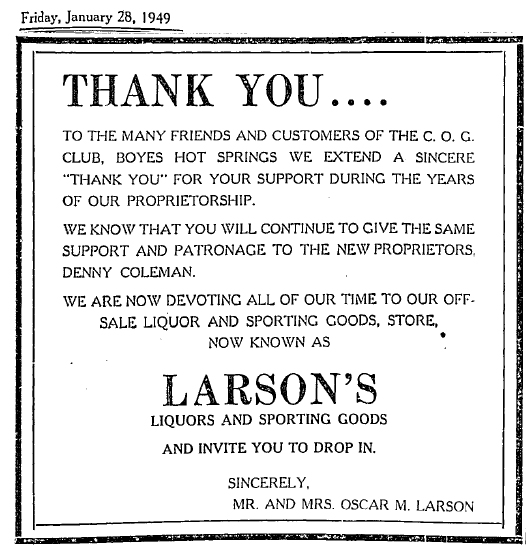 Friday, January 28, 1949
THANK YOU....
TO THE MANY FRIENDS AND CUSTOMERS OF THE C. O. G.
CLUB, BOYES HOT SPRINGS WE EXTEND A SINCERE
"THANK YOU" FOR YOUR SUPPORT DURING THE YEARS
OF OUR PROPRIETORSHIP.
WE KNOW THAT YOU WILL CONTINUE TO GIVE THE SAME
SUPPORT AND PATRONAGE TO THE NEW PROPRIETORS,
DENNY COLEMAN.
WE ARE NOW DEVOTING ALL OF OUR TIME TO OUR OFF-
SALE LIQUOR AND SPORTING GOODS, STORE,
NOW KNOWN AS
LARSON'S
LIQUORS AND SPORTING GOODS
AND INVITE YOU TO DROP IN.
SINCERELY,
MR. AND MRS. OSCAR M. LARSON